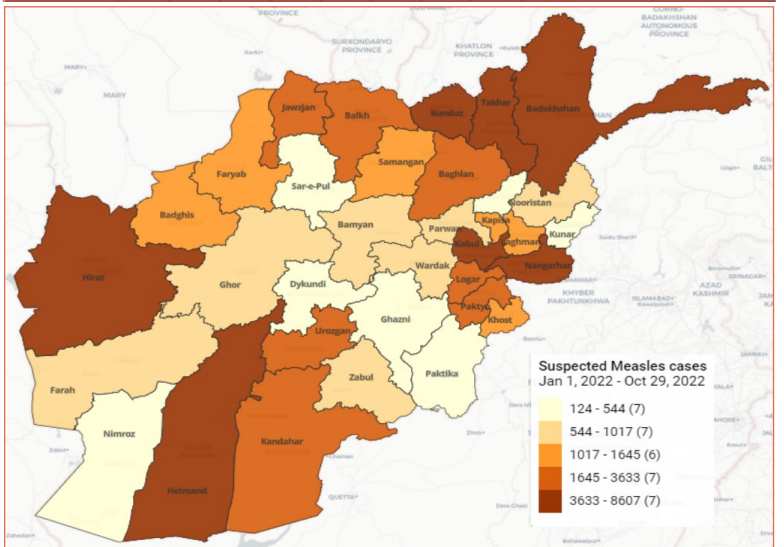 PROVINCE
GORNO-
BADAKHSHAN
AUTONOMOUS
PROVINCE
SURXONDARYO
PROVINCE
KHATLON
PROVINCE
MARY
MARY
Jawzjan
Balkh
Kunduz
Takhar
Badakhshan
Faryab
Samangan
Baghlan
Sar-e-Pul
Badghis
Nooristan
Bamyan
Parwan
Kapisa
Kunar
Kabul
Laghman
Hirat
Wardak
Nangarhar
Ghor
Logar
KHYBER
PAKHTUNKHWA
AZAD
KASHMIR
Dykundi
Paktya
Ghazni
Khost
Urozgan
Farah
Zabul
Paktika
Nimroz
Kandahar
Helmand
QUETTA
Suspected Measles cases
Jan 1, 2022 - Oct 29, 2022
124 - 544 (7)
544 - 1017 (7)
1017 - 1645 (6)
1645 - 3633 (7)
3633 - 8607 (7)